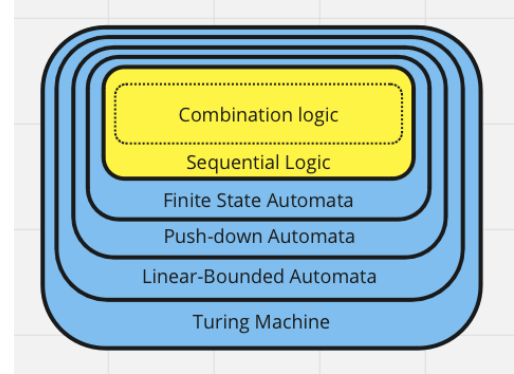 Combination logic
Sequential Logic
Finite State Automata
Push-down Automata
Linear-Bounded Automata
Turing Machine